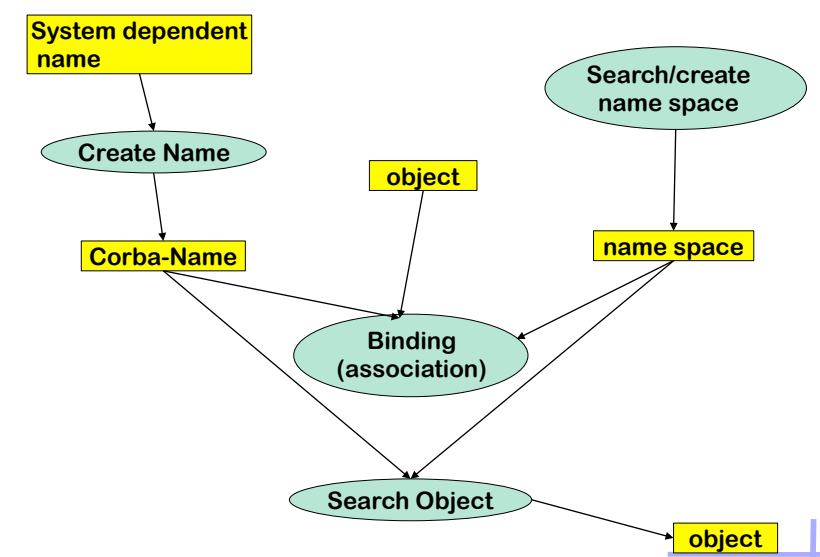 System dependent
name
Search/create
name space
Create Name
object
Corba-Name
name space
Binding
(association)
Search Object
object